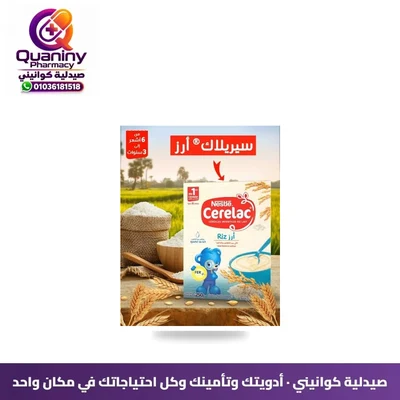 Quaniny
Pharmacy
صيدلية كوانيني
01036181518
من
6 أشهر
إلى
3 سنوات
سيريلاك® أرز
Nestlé
Cerelac
أرز Riz
صيدلية كوانيني - أدويتك وتأمينك وكل احتياجاتك في مكان واحد